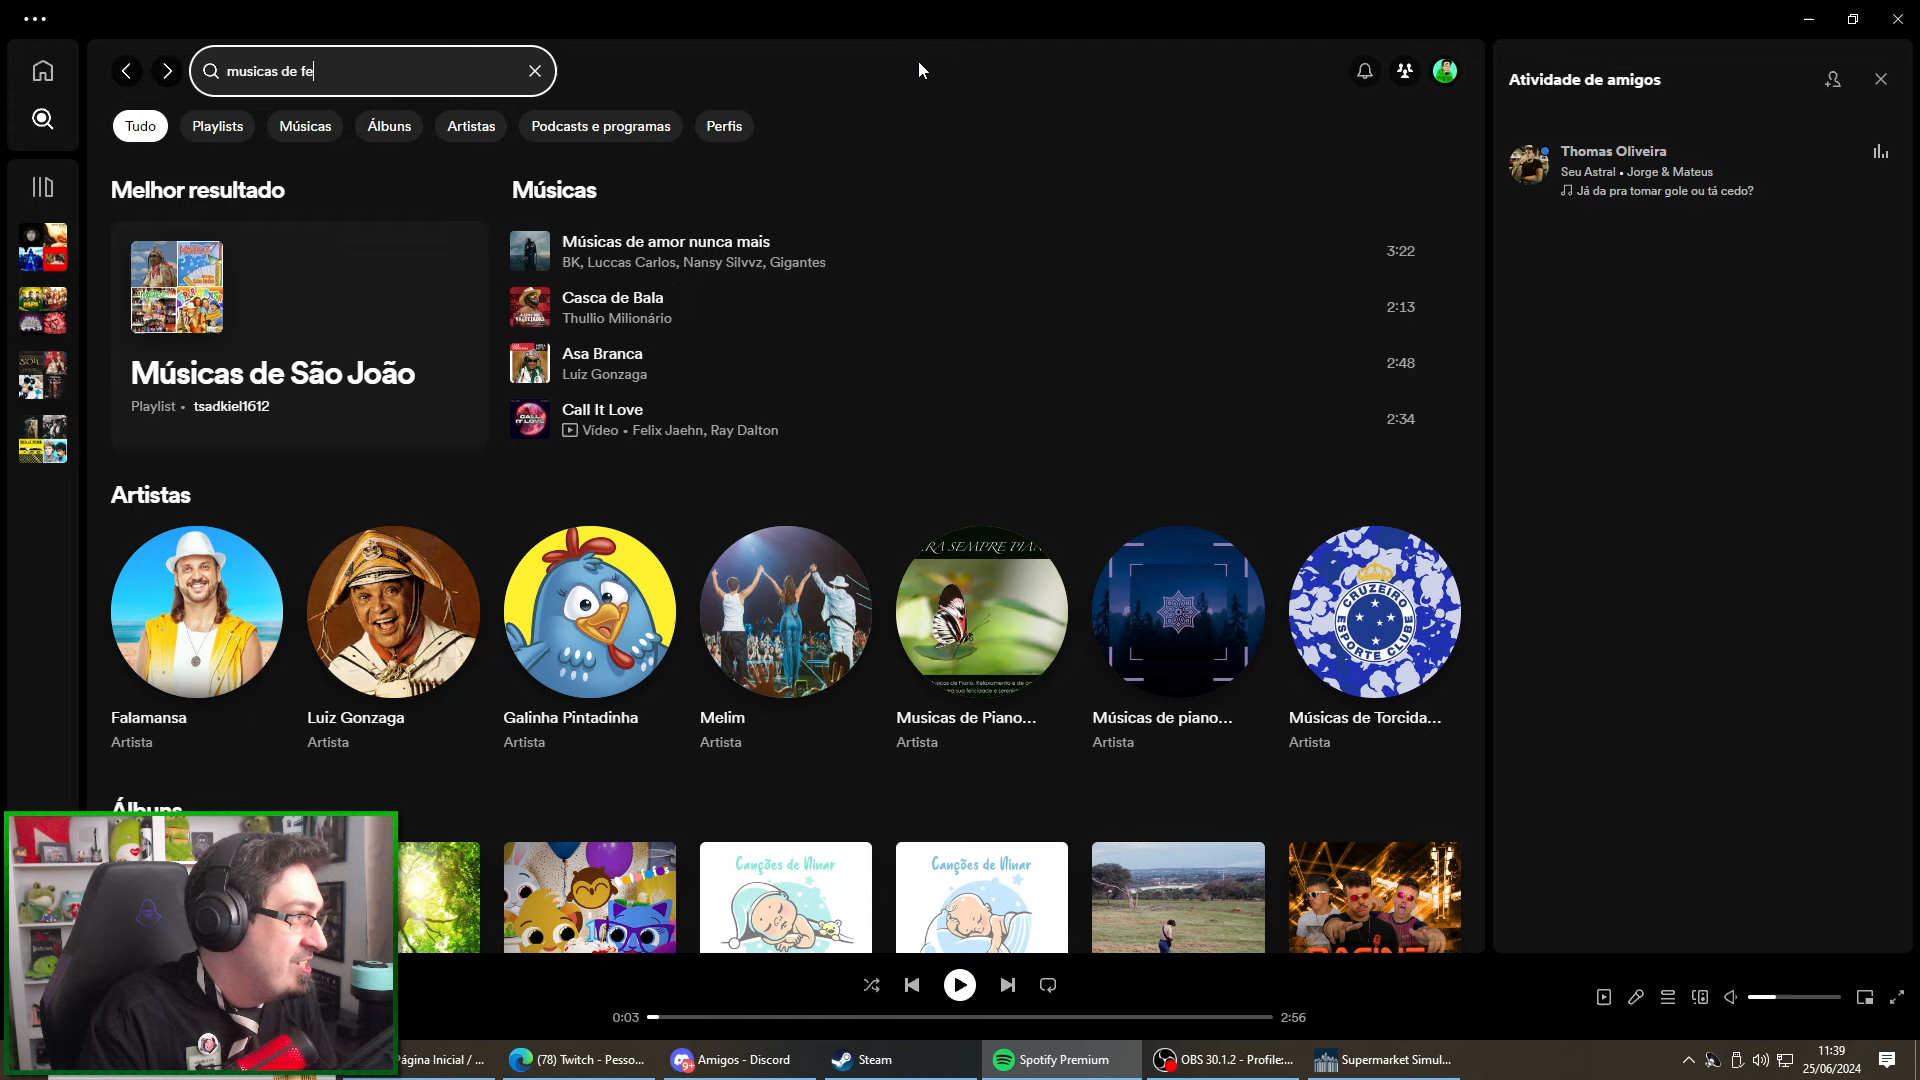 musicas de fe
Tudo
Playlists
Músicas
Álbuns
Artistas
Podcasts e programas
Perfis
Atividade de amigos
Thomas Oliveira
Seu Astral • Jorge & Mateus
Já da pra tomar gole ou tá cedo?
Melhor resultado
Músicas de São João
Playlist • tsadkiel1612
Músicas
Músicas de amor nunca mais
BK, Luccas Carlos, Nansy Silvvz, Gigantes
3:22
Casca de Bala
Thullio Milionário
2:13
Asa Branca
Luiz Gonzaga
2:48
Call It Love
Vídeo • Felix Jaehn, Ray Dalton
2:34
Artistas
RA SEMPRE PIAN
CRUZEIRO
ESPORTE CLUBE
Falamansa
Luiz Gonzaga
Galinha Pintadinha
Melim
Musicas de Piano...
Músicas de piano...
Músicas de Torcida...
Artista
Artista
Artista
Artista
Artista
Artista
Artista
Álbuns
Canções de Ninar
Canções de Ninar
0:03
2:56
Página Inicial / ...
(78) Twitch - Pesso...
Amigos - Discord
Steam
Spotify Premium
OBS 30.1.2 - Profile:...
Supermarket Simul...
11:39
25/06/2024